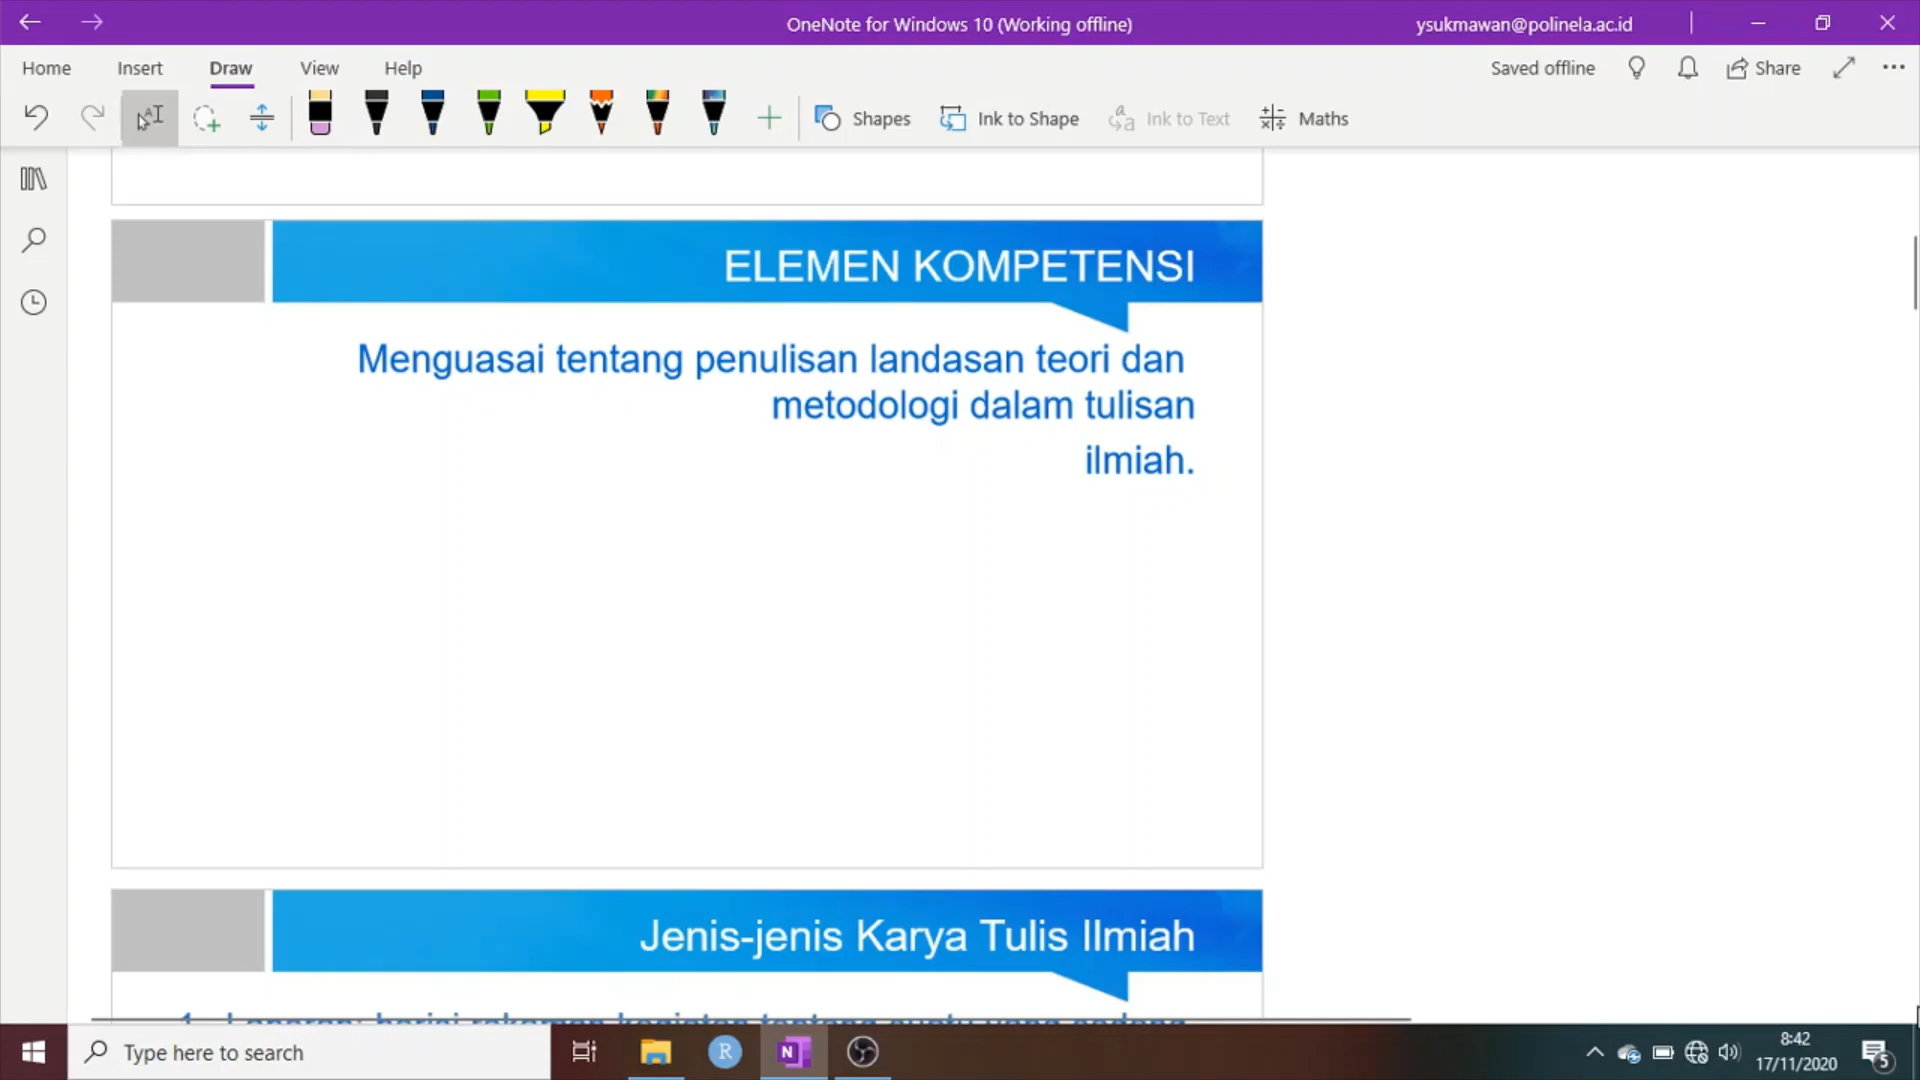 OneNote for Windows 10 (Working offline)
ysukmawan@polinela.ac.id
Home
Insert
Draw
View
Help
Saved offline
Share
Shapes
Ink to Shape
Ink to Text
Maths
ELEMEN KOMPETENSI
Menguasai tentang penulisan landasan teori dan
metodologi dalam tulisan
ilmiah.
Jenis-jenis Karya Tulis Ilmiah
Type here to search
R
N
8:42
17/11/2020
5